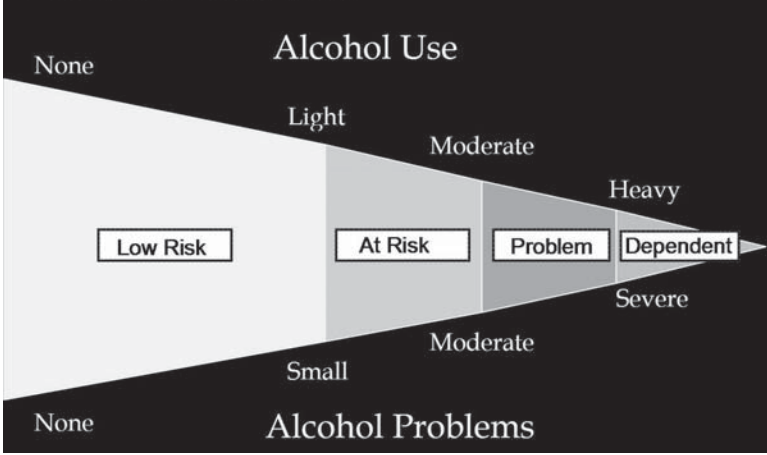 Alcohol Use
None
Light
Moderate
Heavy
Low Risk
At Risk
Problem
Dependent
Severe
Moderate
Small
None
Alcohol Problems